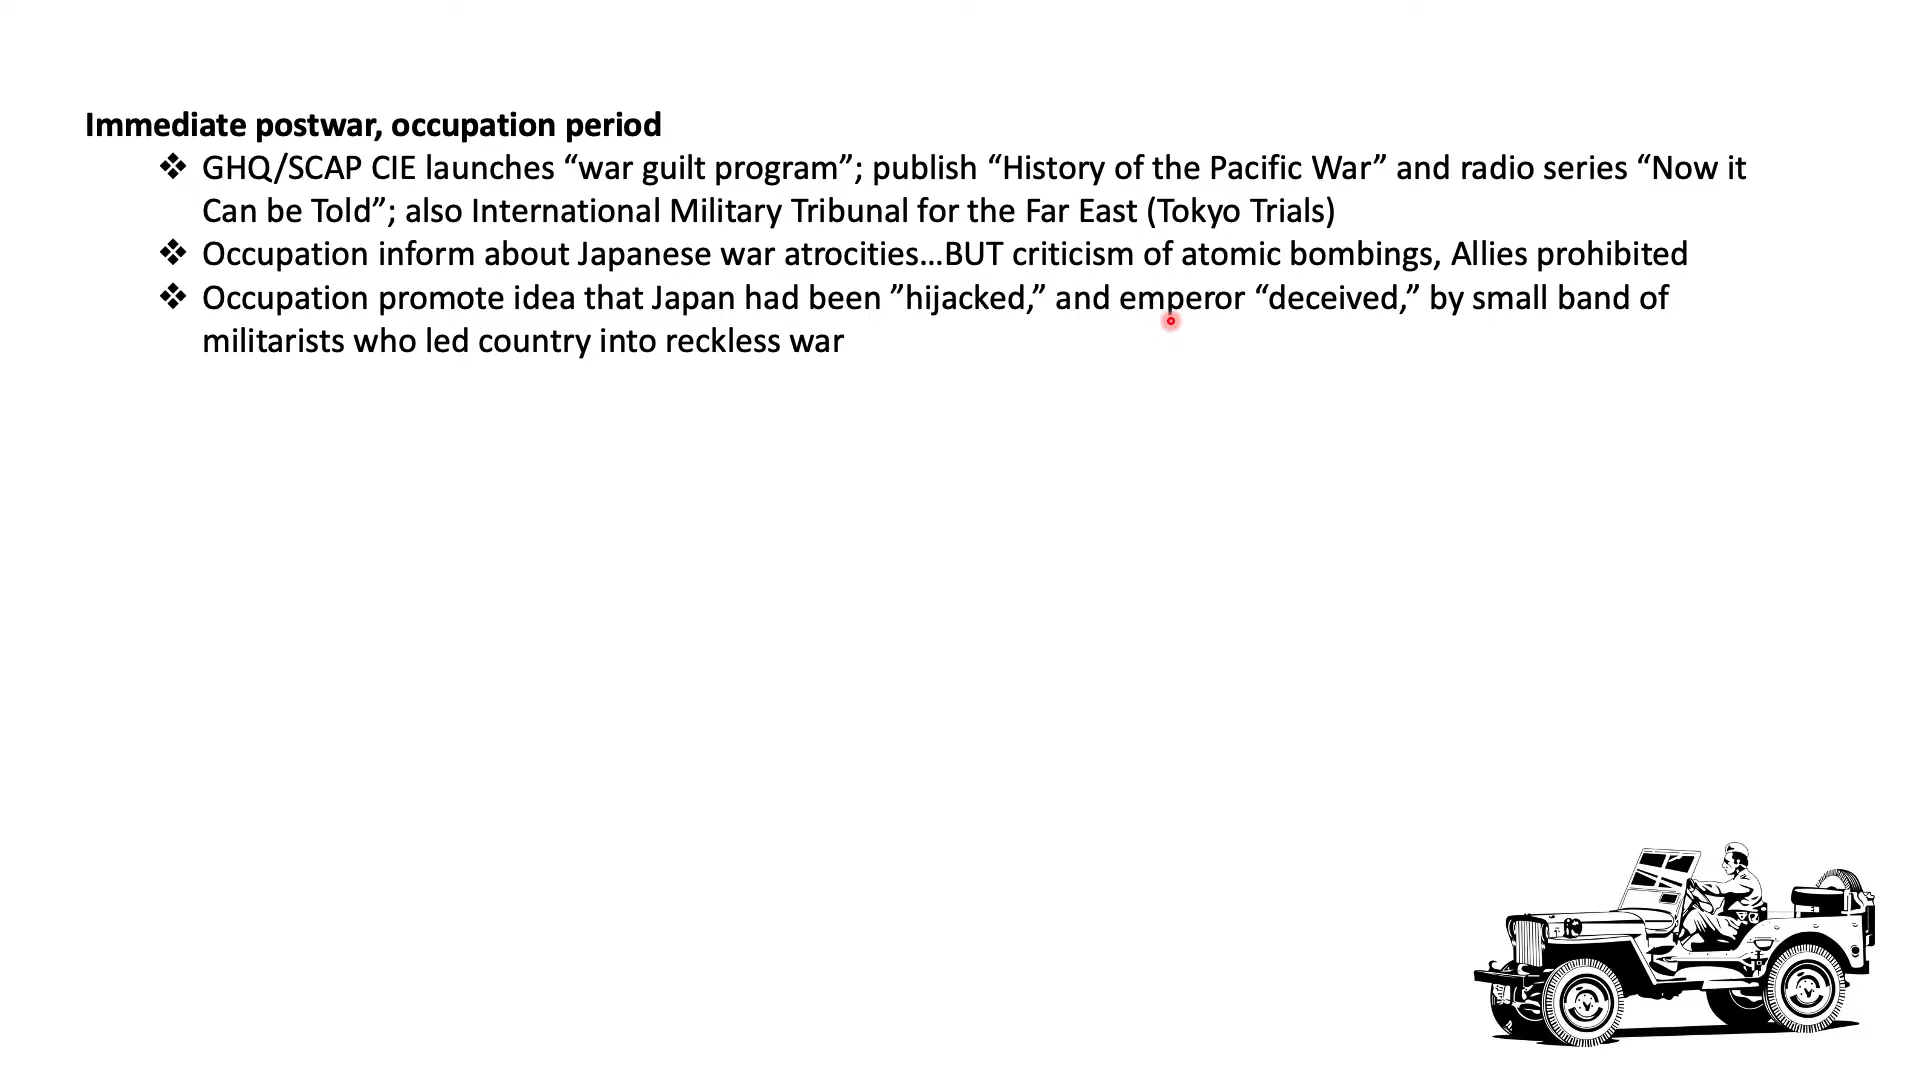 Immediate postwar, occupation period
❖ GHQ/SCAP CIE launches “war guilt program”; publish “History of the Pacific War” and radio series “Now it
Can be Told”; also International Military Tribunal for the Far East (Tokyo Trials)
❖ Occupation inform about Japanese war atrocities…BUT criticism of atomic bombings, Allies prohibited
❖ Occupation promote idea that Japan had been ”hijacked,” and emperor “deceived,” by small band of
militarists who led country into reckless war